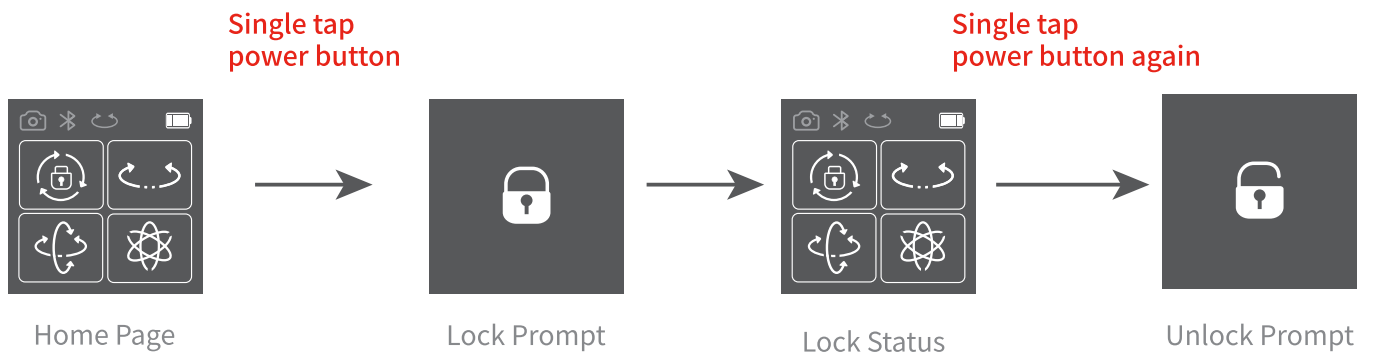 Single tap
power button
Single tap
power button again
Home Page
Lock Prompt
Lock Status
Unlock Prompt